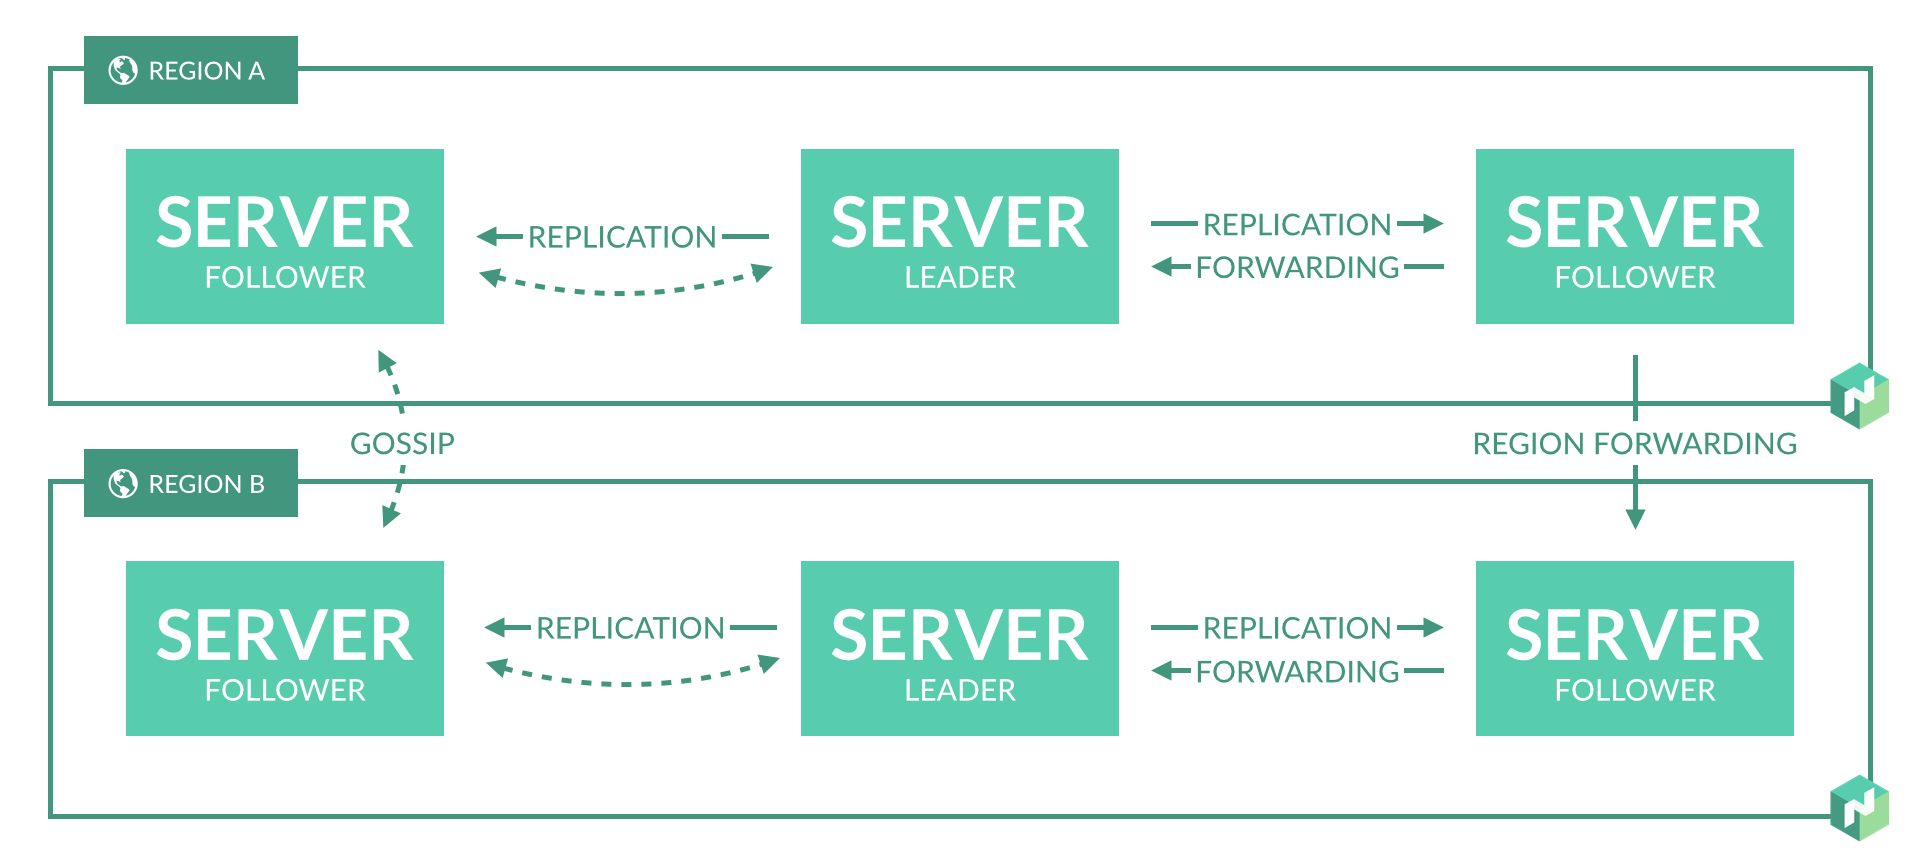 REGION A
SERVER
FOLLOWER
REPLICATION
SERVER
LEADER
REPLICATION
FORWARDING
SERVER
FOLLOWER
GOSSIP
REGION FORWARDING
REGION B
SERVER
FOLLOWER
REPLICATION
SERVER
LEADER
REPLICATION
FORWARDING
SERVER
FOLLOWER